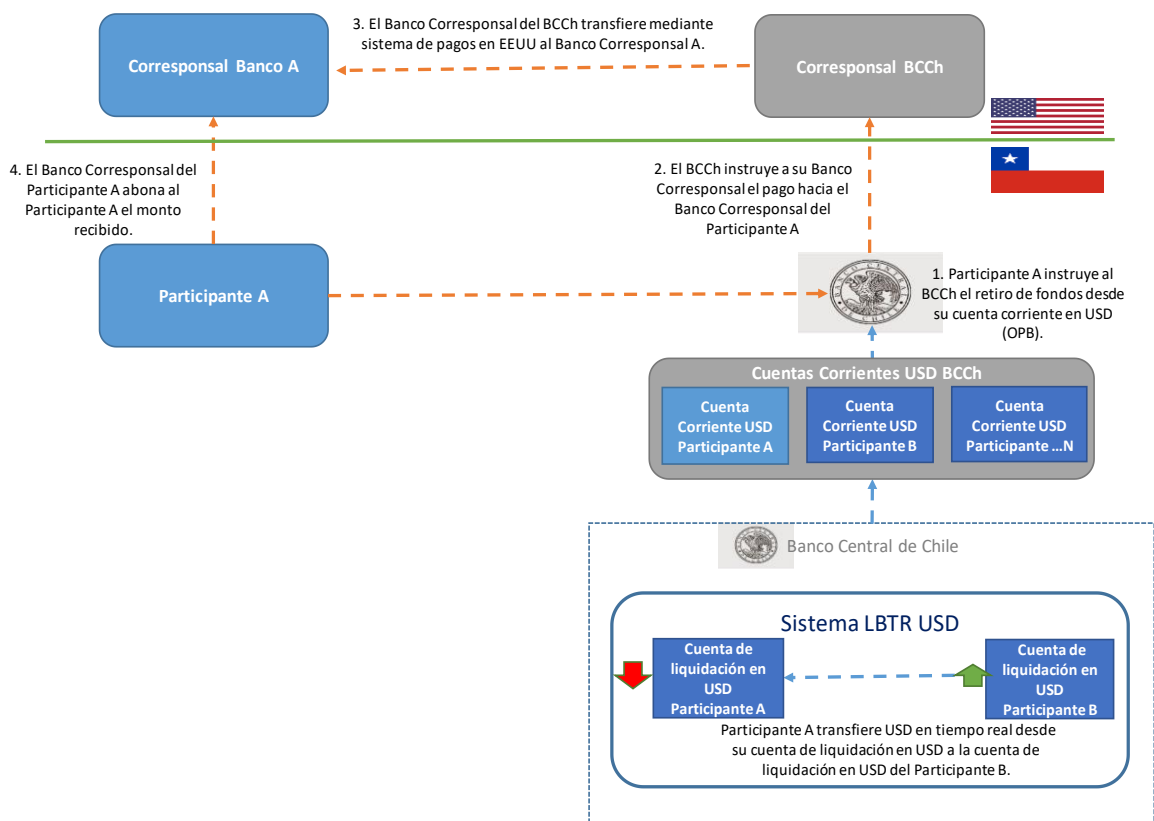 3. El Banco Corresponsal del BCCh transfiere mediante
sistema de pagos en EEUU al Banco Corresponsal A.
Corresponsal Banco A
Corresponsal BCCh
4. El Banco Corresponsal del
Participante A abona al
Participante A el monto
recibido.
2. El BCCh instruye a su Banco
Corresponsal el pago hacia el
Banco Corresponsal del
Participante A
Participante A
BANCO CENTRAL
DE CHILE
1. Participante A instruye al
BCCh el retiro de fondos desde
su cuenta corriente en USD
(OPB).
Cuentas Corrientes USD BCCh
Cuenta
Corriente USD
Participante A
Cuenta
Corriente USD
Participante B
Cuenta
Corriente USD
Participante ...N
Banco Central de Chile
Sistema LBTR USD
Cuenta de
liquidación en
USD
Participante A
Cuenta de
liquidación en
USD
Participante B
Participante A transfiere USD en tiempo real desde
su cuenta de liquidación en USD a la cuenta de
liquidación en USD del Participante B.